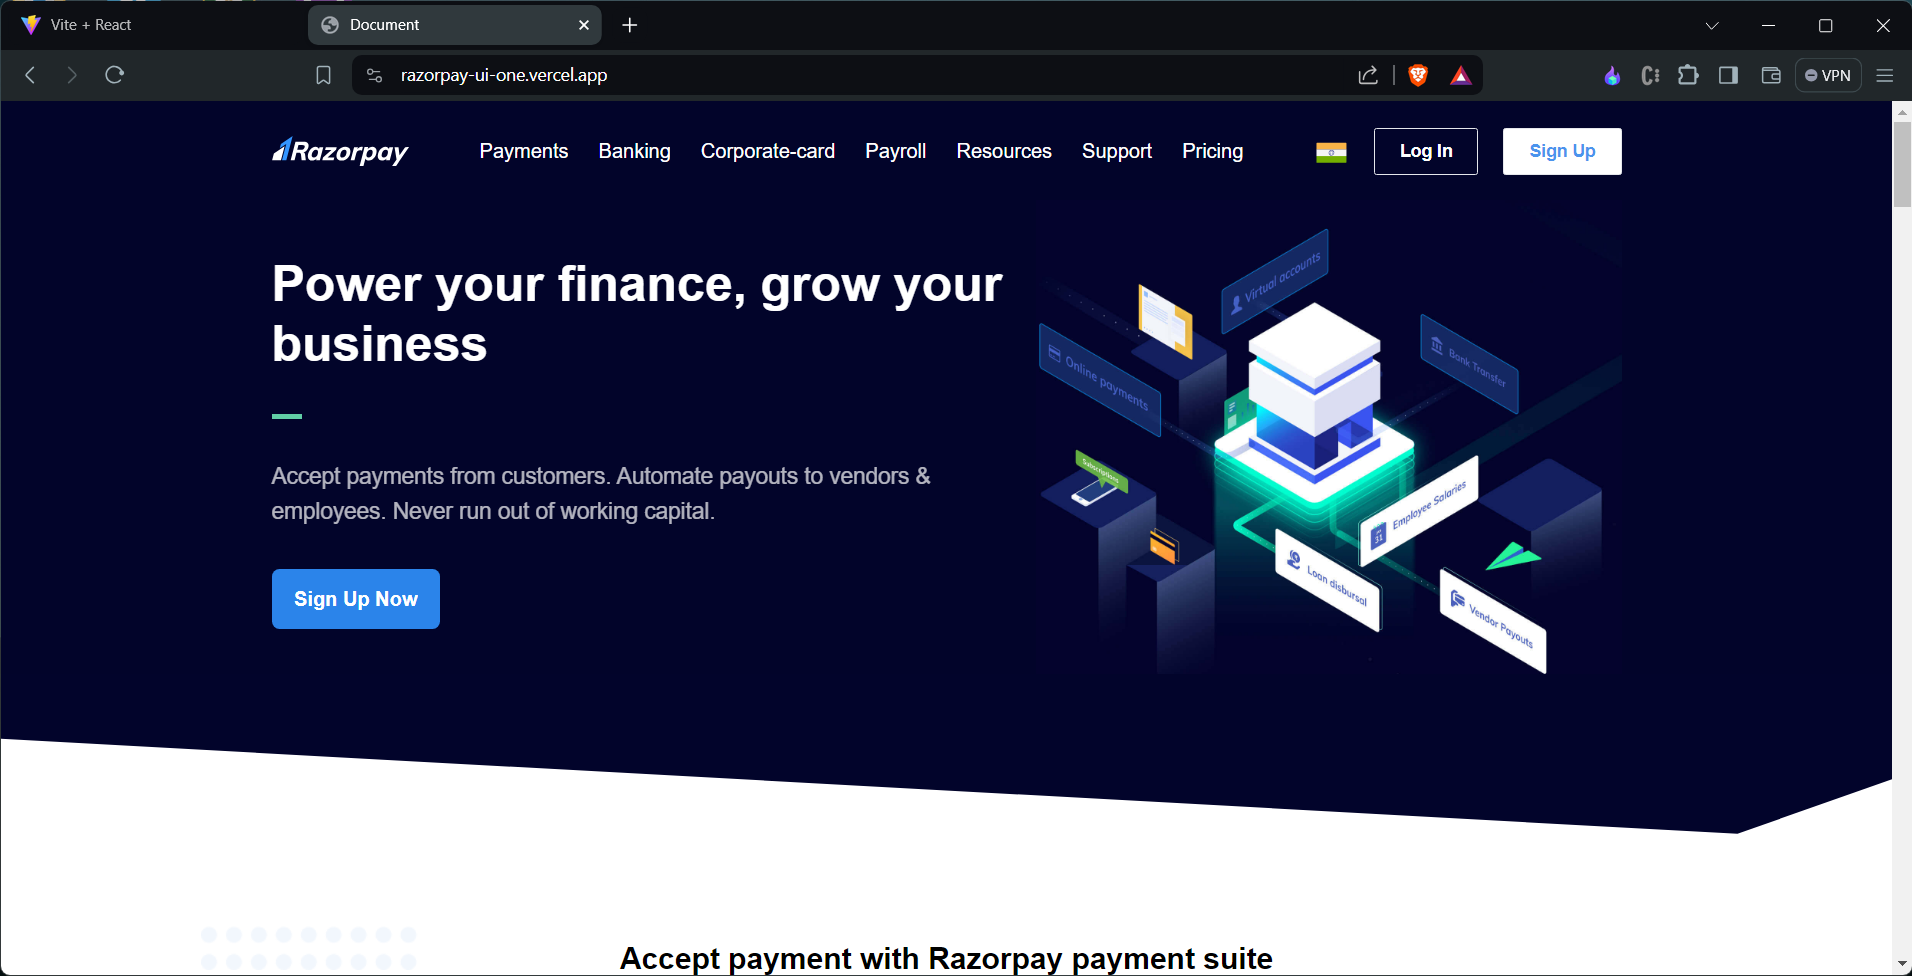 Vite + React
Document
razorpay-ui-one.vercel.app
VPN
Razorpay
Payments
Banking
Corporate-card
Payroll
Resources
Support
Pricing
Log In
Sign Up
Power your finance, grow your
business
Accept payments from customers. Automate payouts to vendors &
employees. Never run out of working capital.
Sign Up Now
Virtual accounts
Online payments
Bank Transfer
Subscriptions
Employee Salaries
31
Loan disbursal
Vendor Payouts
Accept payment with Razorpay payment suite